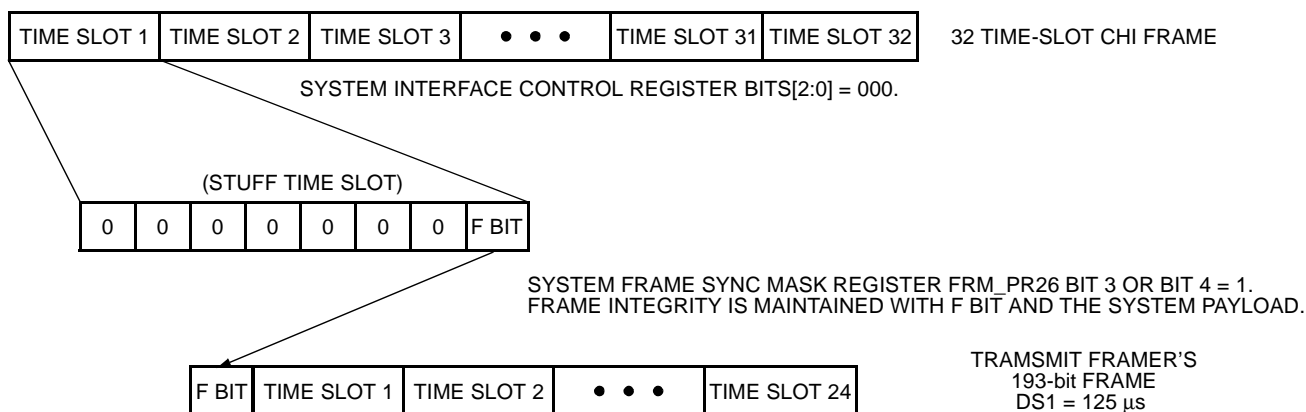 TIME SLOT 1 TIME SLOT 2 TIME SLOT 3 • • • TIME SLOT 31 TIME SLOT 32 32 TIME-SLOT CHI FRAME
SYSTEM INTERFACE CONTROL REGISTER BITS[2:0] = 000.
(STUFF TIME SLOT)
0 0 0 0 0 0 0 F BIT
SYSTEM FRAME SYNC MASK REGISTER FRM_PR26 BIT 3 OR BIT 4 = 1.
FRAME INTEGRITY IS MAINTAINED WITH F BIT AND THE SYSTEM PAYLOAD.
F BIT TIME SLOT 1 TIME SLOT 2 • • • TIME SLOT 24
TRAMSMIT FRAMER'S
193-bit FRAME
DS1 = 125 μs